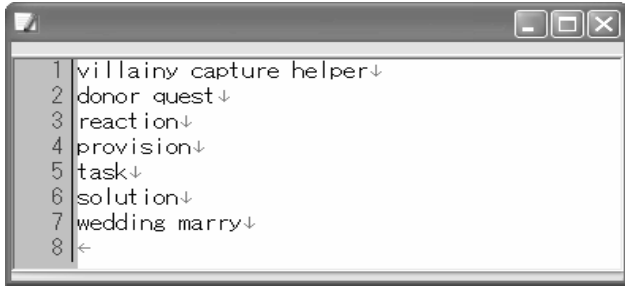 1 villainy capture helper↓
2 donor quest↓
3 reaction↓
4 provision↓
5 task↓
6 solution↓
7 wedding marry↓
8 ←